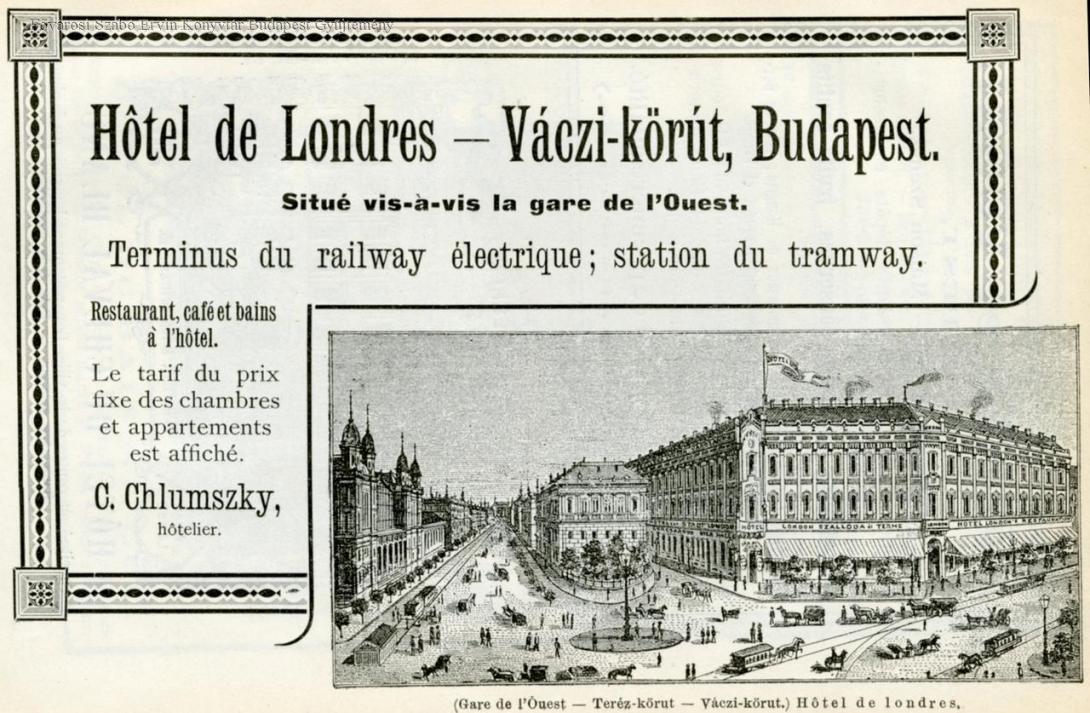 Fővárosi Szabó Ervin Könyvtár Budapest Gyűjtemény
Hôtel de Londres — Váczi-körút, Budapest.
Situé vis-à-vis la gare de l'Ouest.
Terminus du railway électrique; station du tramway.
Restaurant, café et bains
à l'hôtel.
Le tarif du prix
fixe des chambres
et appartements
est affiché.
C. Chlumszky,
hôtelier.
HÔTEL
LONDON SZÁLLODA
LONDON
HOTEL LONDON
(Gare de l'Ouest — Teréz-körut — Váczi-körut.) Hôtel de londres.